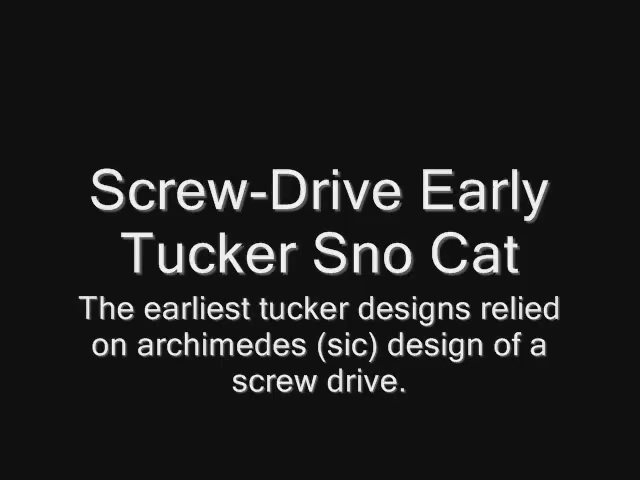 Screw-Drive Early
Tucker Sno Cat
The earliest tucker designs relied
on archimedes (sic) design of a
screw drive.